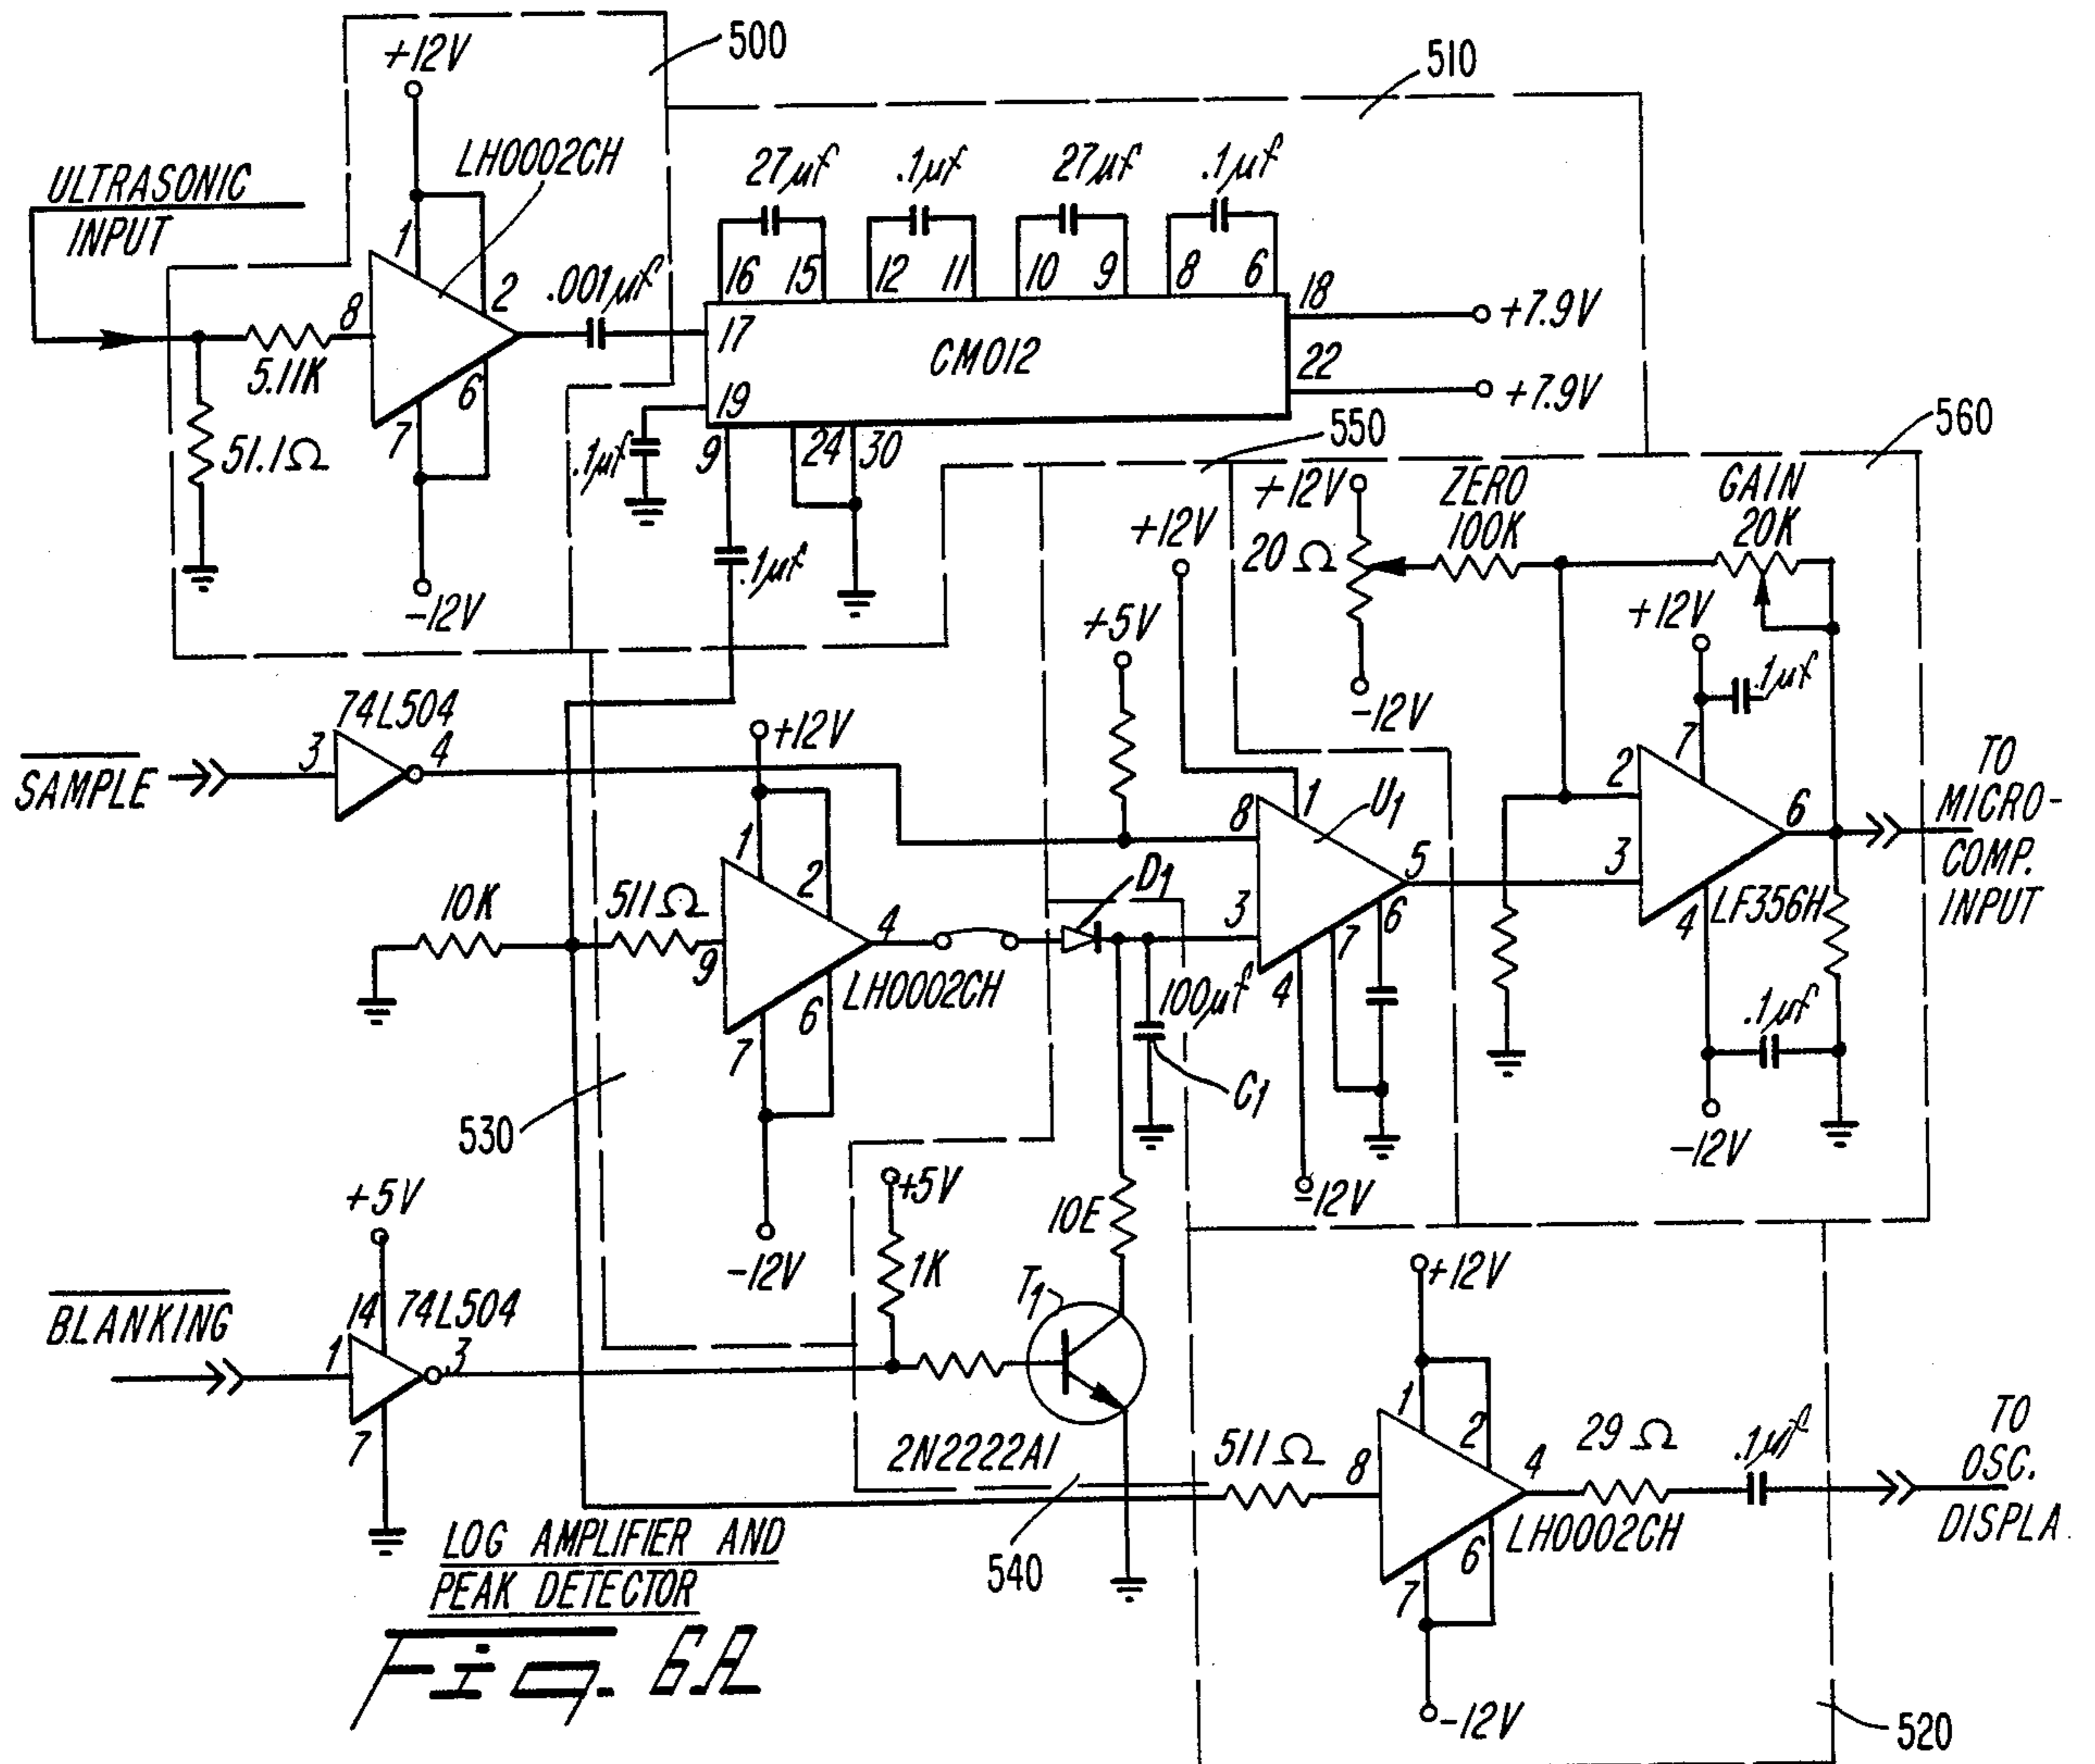 500
510
+12V
LH0002CH
ULTRASONIC
INPUT
1
2
8
6
7
5.11K
51.1Ω
-12V
.001µf
27µf
.1µf
27µf
.1µf
16
15
12
11
10
9
8
6
17
CM012
18
+7.9V
22
+7.9V
19
.1µf
9
24
30
.1µf
550
560
+12V
20Ω
-12V
ZERO
100K
GAIN
20K
+12V
+5V
+12V
.1µf
7
2
3
6
4
LF356H
.1µf
-12V
TO
MICRO-
COMP.
INPUT
SAMPLE
3
74L504
4
+12V
1
2
10K
511Ω
9
4
LH0002CH
6
7
-12V
530
D1
8
1
U1
5
3
6
7
4
100µf
C1
-12V
+5V
1K
10E
T1
2N2222A1
540
BLANKING
+5V
14
74L504
1
3
7
+12V
511Ω
8
1
2
4
29Ω
.1µf
LH0002CH
6
7
-12V
TO
OSC.
DISPLA
520
LOG AMPLIFIER AND
PEAK DETECTOR
Fig. 6A